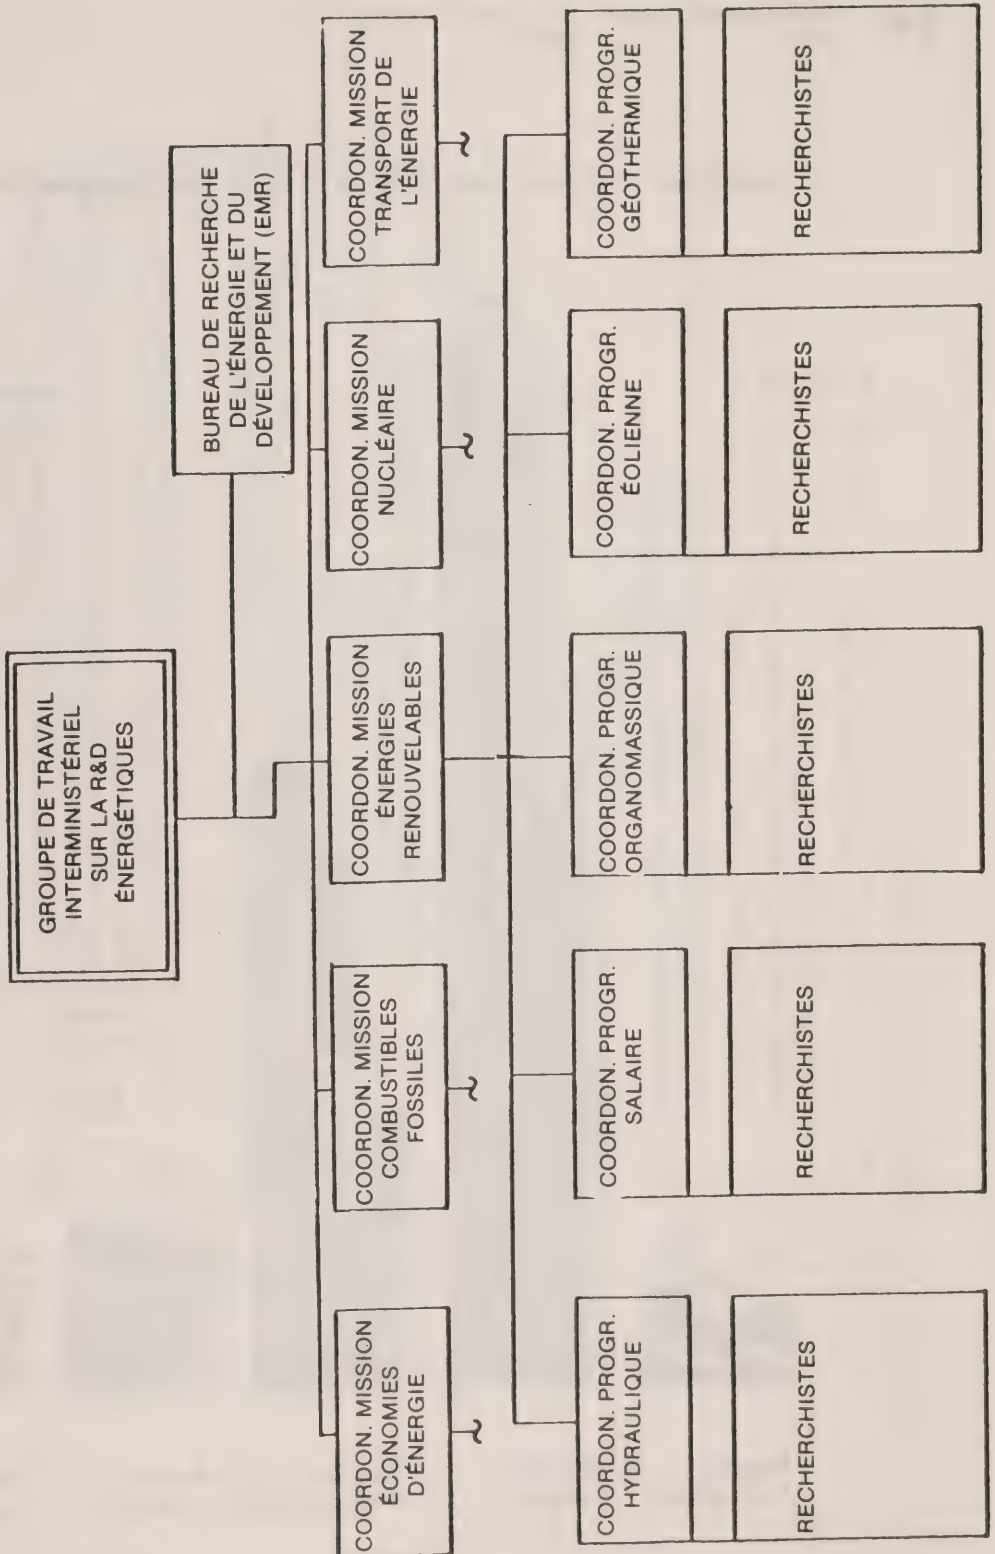 GROUPE DE TRAVAIL
INTERMINISTÉRIEL
SUR LA R&D
ÉNERGÉTIQUES
BUREAU DE RECHERCHE
DE L'ÉNERGIE ET DU
DÉVELOPPEMENT (EMR)
COORDON. MISSION
ÉCONOMIES
D'ÉNERGIE
COORDON. MISSION
COMBUSTIBLES
FOSSILES
COORDON. MISSION
ÉNERGIES
RENOUVELABLES
COORDON. MISSION
NUCLÉAIRE
COORDON. MISSION
TRANSPORT DE
L'ÉNERGIE
COORDON. PROGR.
HYDRAULIQUE
COORDON. PROGR.
SALAIRE
COORDON. PROGR.
ORGANOMASSIQUE
COORDON. PROGR.
ÉOLIENNE
COORDON. PROGR.
GÉOTHERMIQUE
RECHERCHISTES
RECHERCHISTES
RECHERCHISTES
RECHERCHISTES
RECHERCHISTES